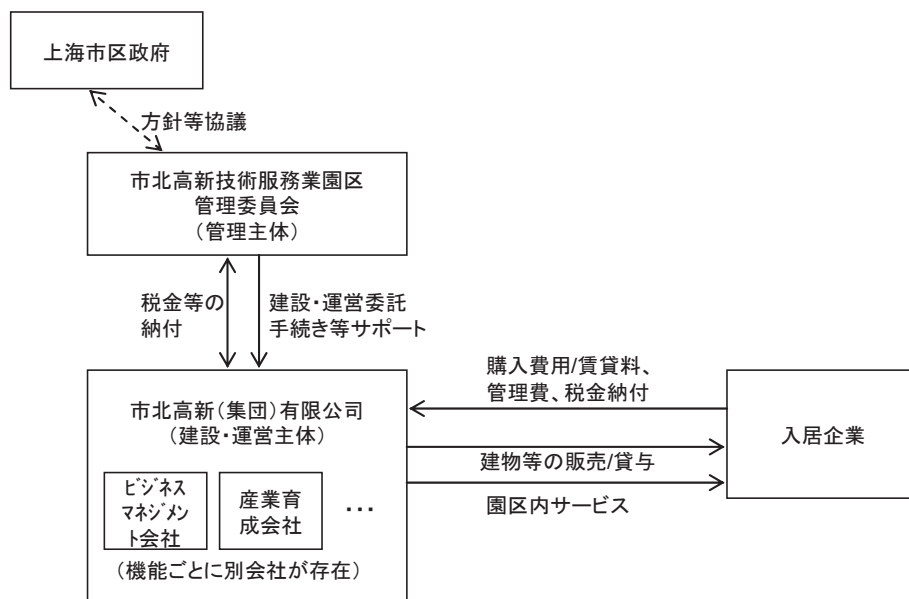 上海市区政府
方針等協議
市北高新技術服務業園区
管理委員会
（管理主体）
税金等の
納付
建設・運営委託
手続き等サポート
購入費用/賃貸料、
管理費、税金納付
市北高新（集団）有限公司
（建設・運営主体）
入居企業
建物等の販売/貸与
園区内サービス
ﾋﾞｼﾞﾈｽ
ﾏﾈｼﾞﾒﾝ
ﾄ会社
産業育
成会社
･･･
（機能ごとに別会社が存在）